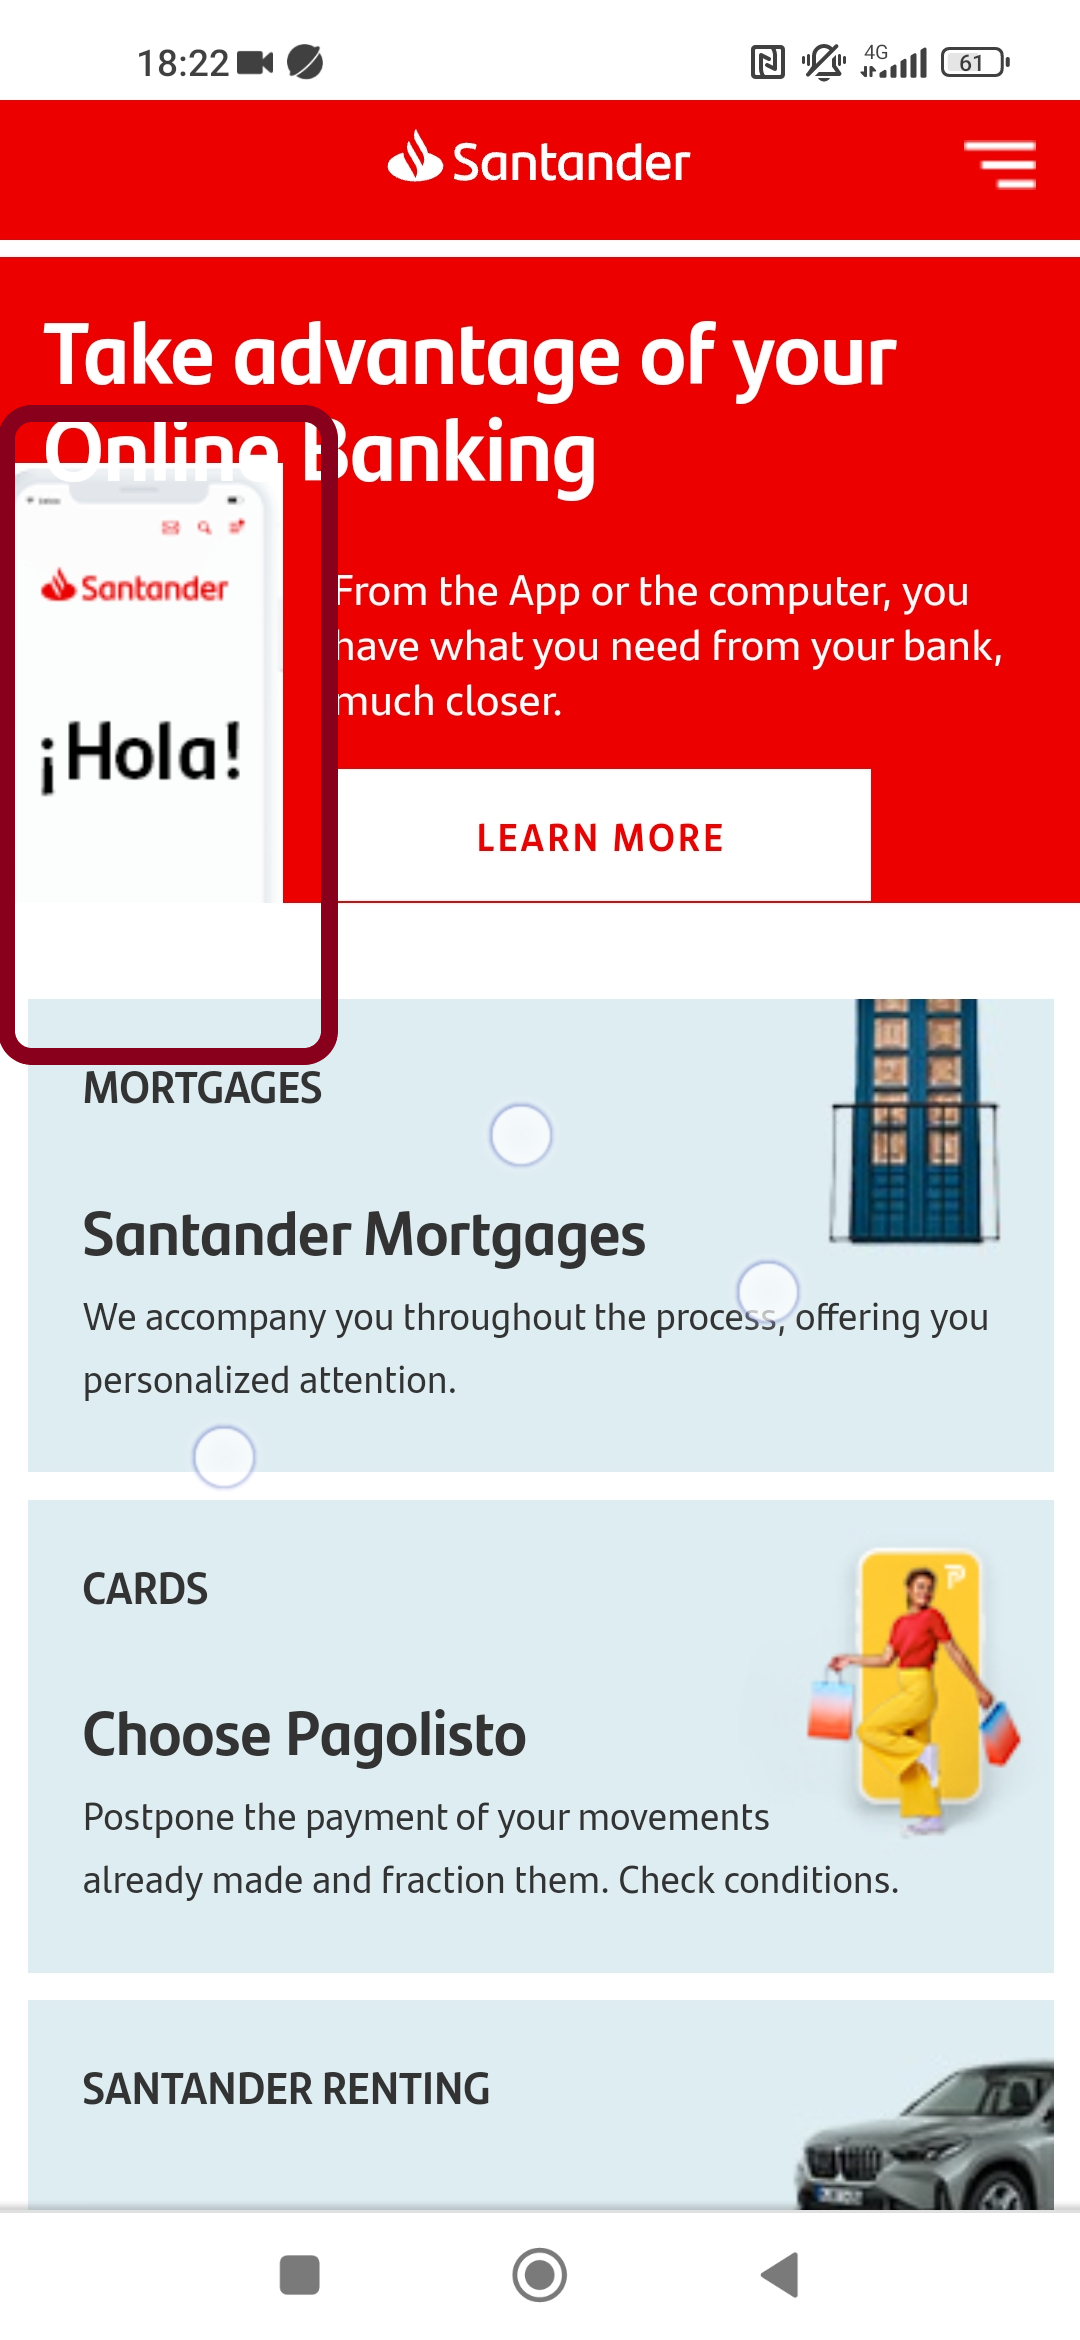 18:22
4G
61
Santander
Take advantage of your
Online Banking
Santander
¡Hola!
From the App or the computer, you
have what you need from your bank,
much closer.
LEARN MORE
MORTGAGES
Santander Mortgages
We accompany you throughout the process, offering you
personalized attention.
CARDS
Choose Pagolisto
Postpone the payment of your movements
already made and fraction them. Check conditions.
SANTANDER RENTING